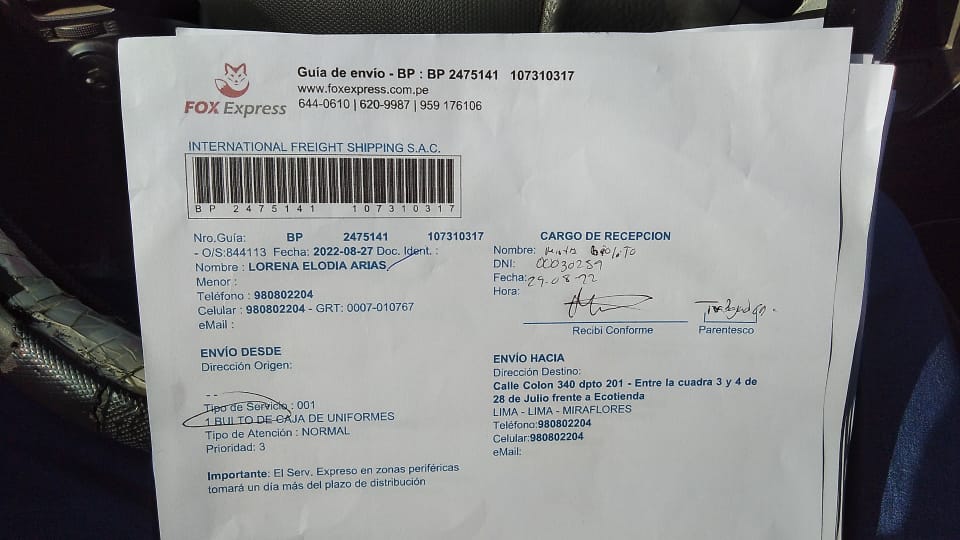 FOX Express
Guía de envío - BP : BP 2475141 107310317
www.foxexpress.com.pe
644-0610 | 620-9987 | 959 176106
INTERNATIONAL FREIGHT SHIPPING S.A.C.
BP 2475141 107310317
Nro.Guía: BP 2475141 107310317
- O/S:844113 Fecha: 2022-08-27 Doc. Ident. :
Nombre : LORENA ELODIA ARIAS
Menor :
Teléfono : 980802204
Celular : 980802204 - GRT: 0007-010767
eMail :
CARGO DE RECEPCION
Nombre:
DNI: 00030259
Fecha: 29-08-22
Hora:
Recibi Conforme
Parentesco
ENVÍO DESDE
Dirección Origen:
--
Tipo de Servicio : 001
1 BULTO DE CAJA DE UNIFORMES
Tipo de Atención : NORMAL
Prioridad: 3
Importante: El Serv. Expreso en zonas periféricas
tomará un día más del plazo de distribución
ENVÍO HACIA
Dirección Destino:
Calle Colon 340 dpto 201 - Entre la cuadra 3 y 4 de
28 de Julio frente a Ecotienda
LIMA - LIMA - MIRAFLORES
Teléfono:980802204
Celular:980802204
eMail: